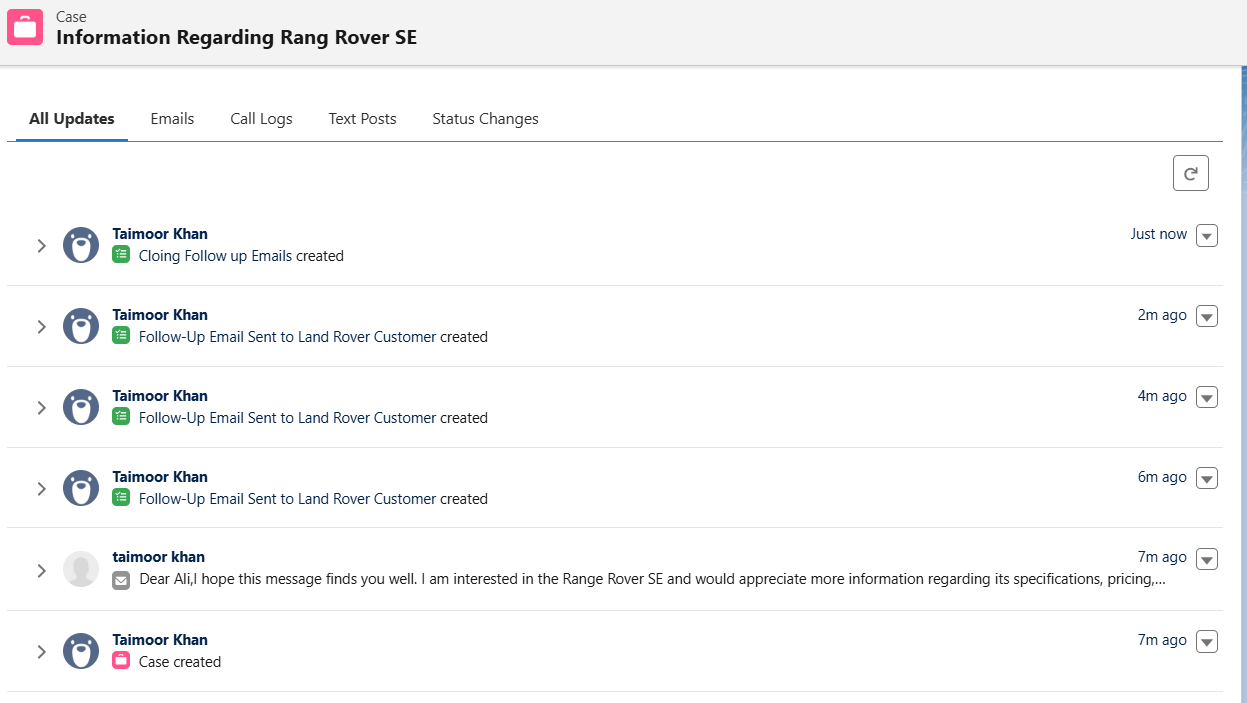 Case
Information Regarding Rang Rover SE
All Updates Emails Call Logs Text Posts Status Changes
Taimoor Khan Just now
Cloing Follow up Emails created
Taimoor Khan 2m ago
Follow-Up Email Sent to Land Rover Customer created
Taimoor Khan 4m ago
Follow-Up Email Sent to Land Rover Customer created
Taimoor Khan 6m ago
Follow-Up Email Sent to Land Rover Customer created
taimoor khan 7m ago
Dear Ali,I hope this message finds you well. I am interested in the Range Rover SE and would appreciate more information regarding its specifications, pricing,...
Taimoor Khan 7m ago
Case created